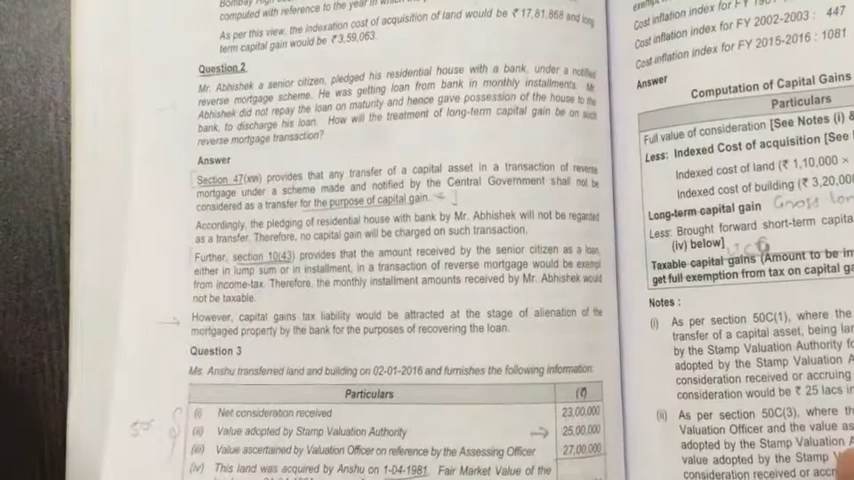 Bombay High
computed with reference to the year in which
As per this view, the indexation cost of acquisition of land would be ₹ 17,81,868 and long
term capital gain would be ₹ 3,59,063.
Question 2
Mr. Abhishek a senior citizen, pledged his residential house with a bank, under a notified
reverse mortgage scheme. He was getting loan from bank in monthly installments. Mr.
Abhishek did not repay the loan on maturity and hence gave possession of the house to the
bank, to discharge his loan. How will the treatment of long-term capital gain be on such
reverse mortgage transaction?
Answer
Section 47(xvi) provides that any transfer of a capital asset in a transaction of reverse
mortgage under a scheme made and notified by the Central Government shall not be
considered as a transfer for the purpose of capital gain.
Accordingly, the pledging of residential house with bank by Mr. Abhishek will not be regarded
as a transfer. Therefore, no capital gain will be charged on such transaction.
Further, section 10(43) provides that the amount received by the senior citizen as a loan,
either in lump sum or in installment, in a transaction of reverse mortgage would be exempt
from income-tax. Therefore, the monthly installment amounts received by Mr. Abhishek would
not be taxable.
However, capital gains tax liability would be attracted at the stage of alienation of the
mortgaged property by the bank for the purposes of recovering the loan.
Question 3
Ms. Anshu transferred land and building on 02-01-2016 and furnishes the following information:
Particulars (₹)
(i) Net consideration received 23,00,000
(ii) Value adopted by Stamp Valuation Authority 25,00,000
(iii) Value ascertained by Valuation Officer on reference by the Assessing Officer 27,00,000
(iv) This land was acquired by Anshu on 1-04-1981. Fair Market Value of the
Cost inflation index for FY
Cost inflation index for FY 2002-2003 : 447
Cost inflation index for FY 2015-2016 : 1081
Answer
Computation of Capital Gains
Particulars
Full value of consideration [See Notes (i) &
Less: Indexed Cost of acquisition [See
Indexed cost of land (₹ 1,10,000 ×
Indexed cost of building (₹ 3,20,000
Long-term capital gain Gross
Less: Brought forward short-term capital
(iv) below]
Taxable capital gains (Amount to be in
get full exemption from tax on capital ga
Notes :
(i) As per section 50C(1), where the
transfer of a capital asset, being lan
by the Stamp Valuation Authority fo
adopted by the Stamp Valuation A
consideration received or accruing
consideration would be ₹ 25 lacs in
(ii) As per section 50C(3), where th
Valuation Officer and the value as
adopted by the Stamp Valuation A
value adopted by the Stamp
consideration received or accr